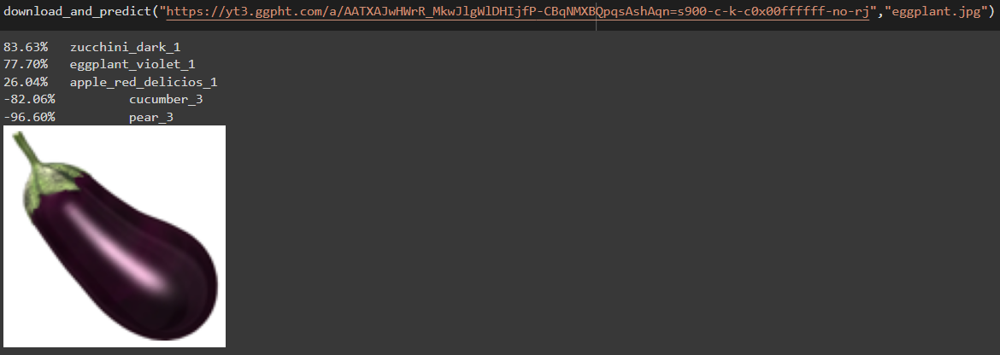 download_and_predict("https://yt3.ggpht.com/a/AATXAJwHWrR_MkwJlgWlDHIjfP-CBqNMXBQpqsAshAqn=s900-c-k-c0x00ffffff-no-rj","eggplant.jpg")
83.63% zucchini_dark_1
77.70% eggplant_violet_1
26.04% apple_red_delicios_1
-82.06% cucumber_3
-96.60% pear_3